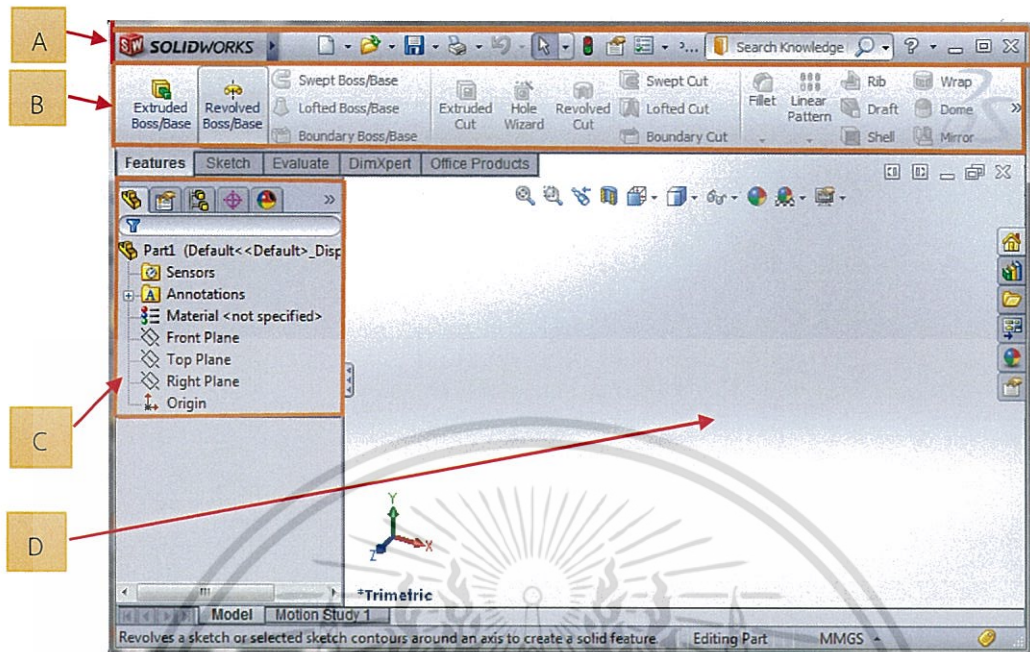 A
SOLIDWORKS
Search Knowledge
B
Extruded Boss/Base
Revolved Boss/Base
Swept Boss/Base
Lofted Boss/Base
Boundary Boss/Base
Extruded Cut
Hole Wizard
Revolved Cut
Swept Cut
Lofted Cut
Boundary Cut
Fillet
Linear Pattern
Rib
Draft
Shell
Wrap
Dome
Mirror
Features Sketch Evaluate DimXpert Office Products
Part1 (Default<<Default>_Disp
Sensors
Annotations
Material <not specified>
Front Plane
Top Plane
Right Plane
Origin
C
D
Y
X
Z
*Trimetric
Model Motion Study 1
Revolves a sketch or selected sketch contours around an axis to create a solid feature. Editing Part MMGS